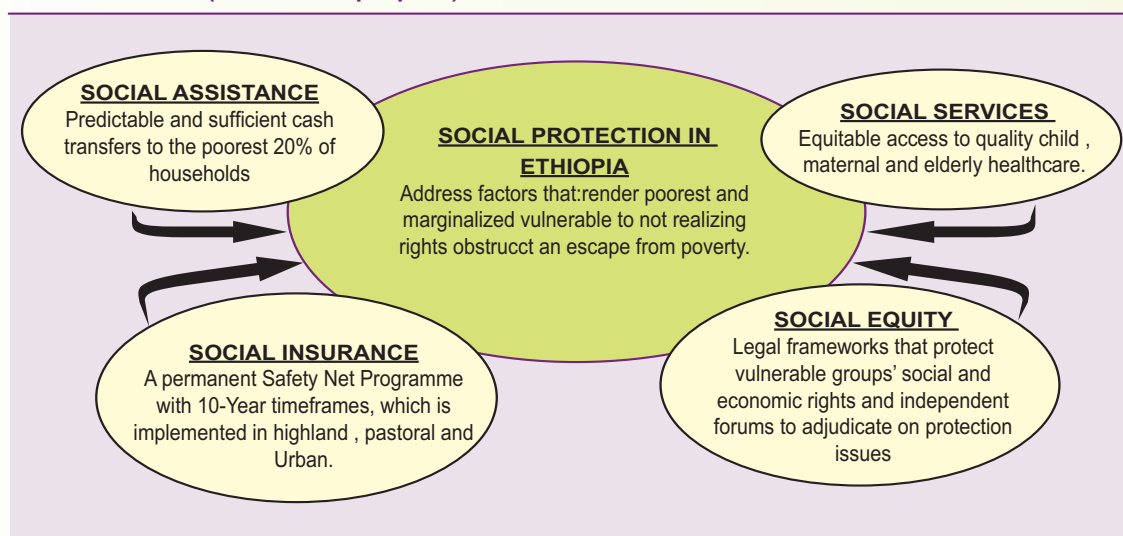 SOCIAL ASSISTANCE
Predictable and sufficient cash
transfers to the poorest 20% of
households
SOCIAL PROTECTION IN
ETHIOPIA
Address factors that:render poorest and
marginalized vulnerable to not realizing
rights obstrucct an escape from poverty.
SOCIAL SERVICES
Equitable access to quality child ,
maternal and elderly healthcare.
SOCIAL INSURANCE
A permanent Safety Net Programme
with 10-Year timeframes, which is
implemented in highland , pastoral and
Urban.
SOCIAL EQUITY
Legal frameworks that protect
vulnerable groups’ social and
economic rights and independent
forums to adjudicate on protection
issues